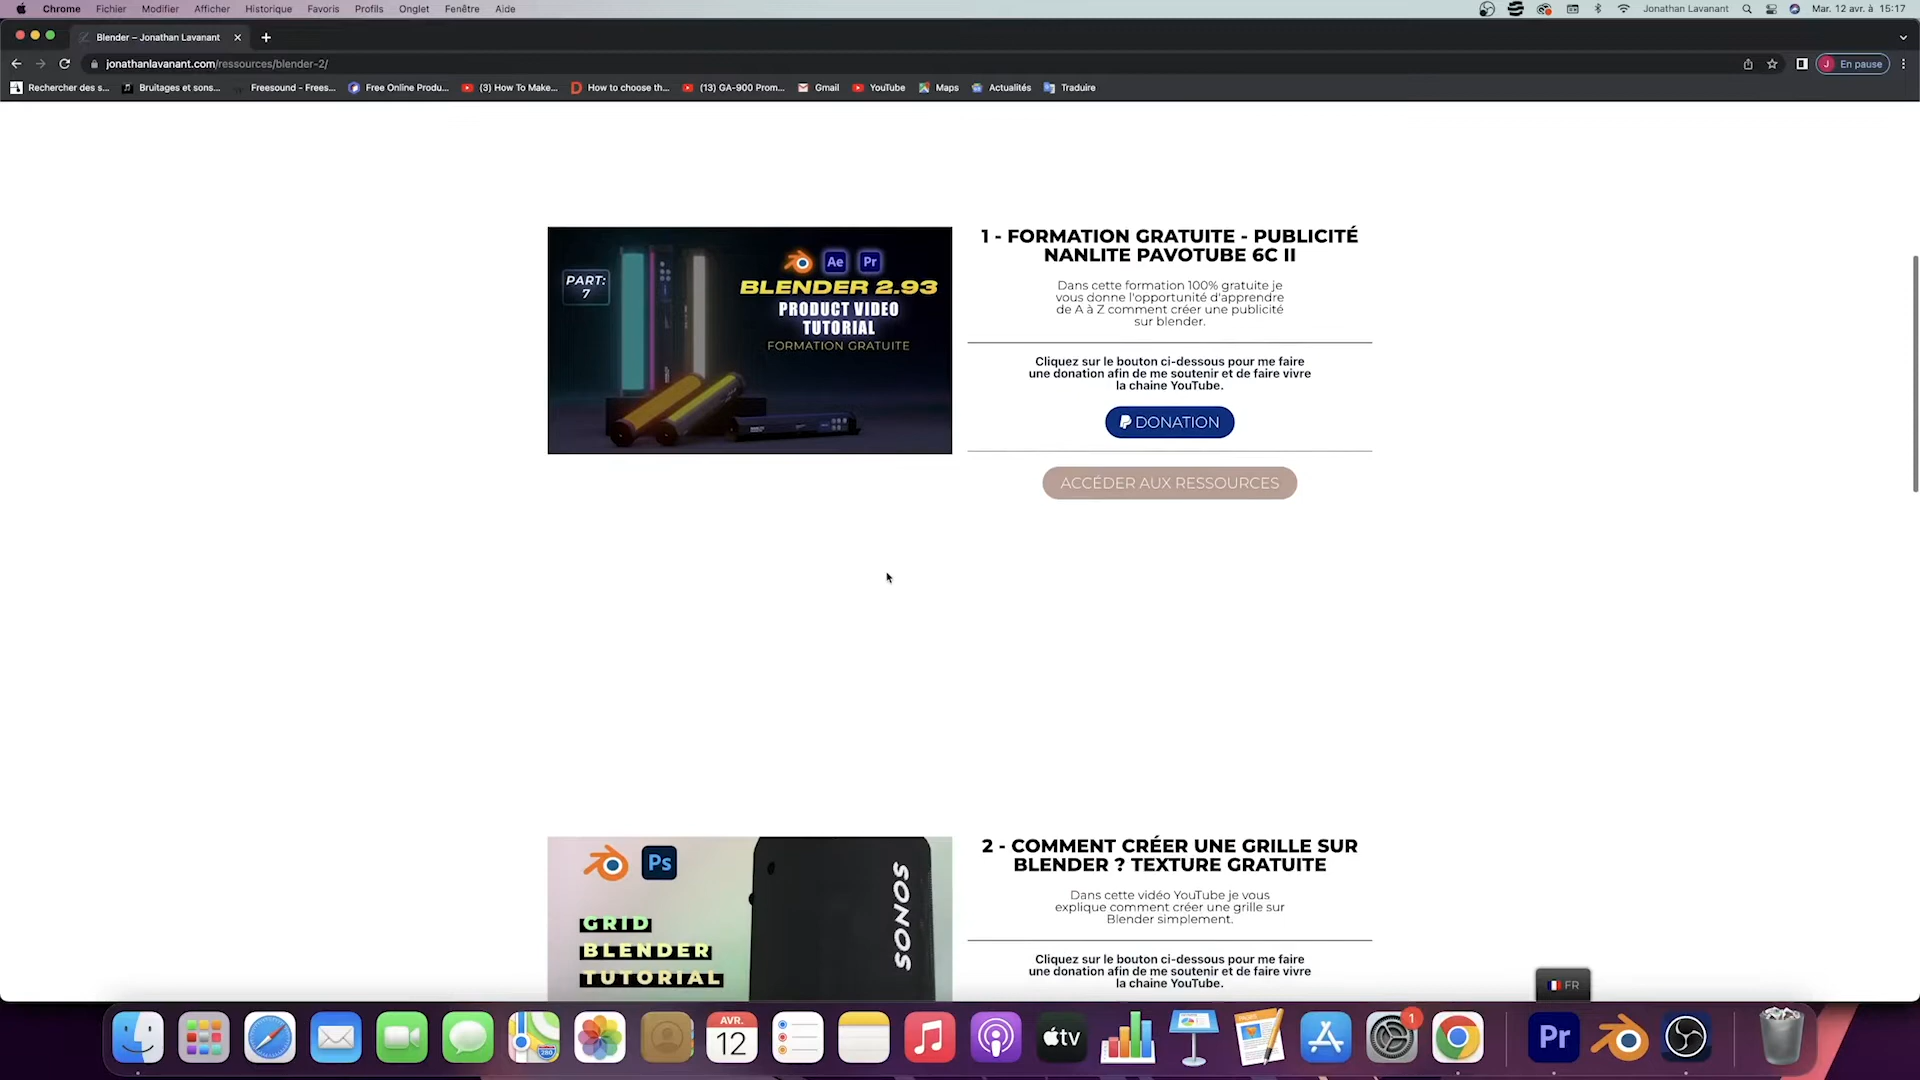 Chrome Fichier Modifier Afficher Historique Favoris Profils Onglet Fenêtre Aide
Jonathan Lavanant Mar. 12 avr. à 15:17
Blender – Jonathan Lavanant
jonathanlavanant.com/ressources/blender-2/
J En pause
Rechercher des s... Bruitages et sons... Freesound - Frees... Free Online Produ... (3) How To Make... How to choose th... (13) GA-900 Prom... Gmail YouTube Maps Actualités Traduire
PART:
7
Ae Pr
BLENDER 2.93
PRODUCT VIDEO
TUTORIAL
FORMATION GRATUITE
1 - FORMATION GRATUITE - PUBLICITÉ
NANLITE PAVOTUBE 6C II
Dans cette formation 100% gratuite je
vous donne l'opportunité d'apprendre
de A à Z comment créer une publicité
sur blender.
Cliquez sur le bouton ci-dessous pour me faire
une donation afin de me soutenir et de faire vivre
la chaine YouTube.
DONATION
ACCÉDER AUX RESSOURCES
Ps
GRID
BLENDER
TUTORIAL
SONOS
2 - COMMENT CRÉER UNE GRILLE SUR
BLENDER ? TEXTURE GRATUITE
Dans cette vidéo YouTube je vous
explique comment créer une grille sur
Blender simplement.
Cliquez sur le bouton ci-dessous pour me faire
une donation afin de me soutenir et de faire vivre
la chaine YouTube.
FR
280
AVR.
12
tv
1
Pr